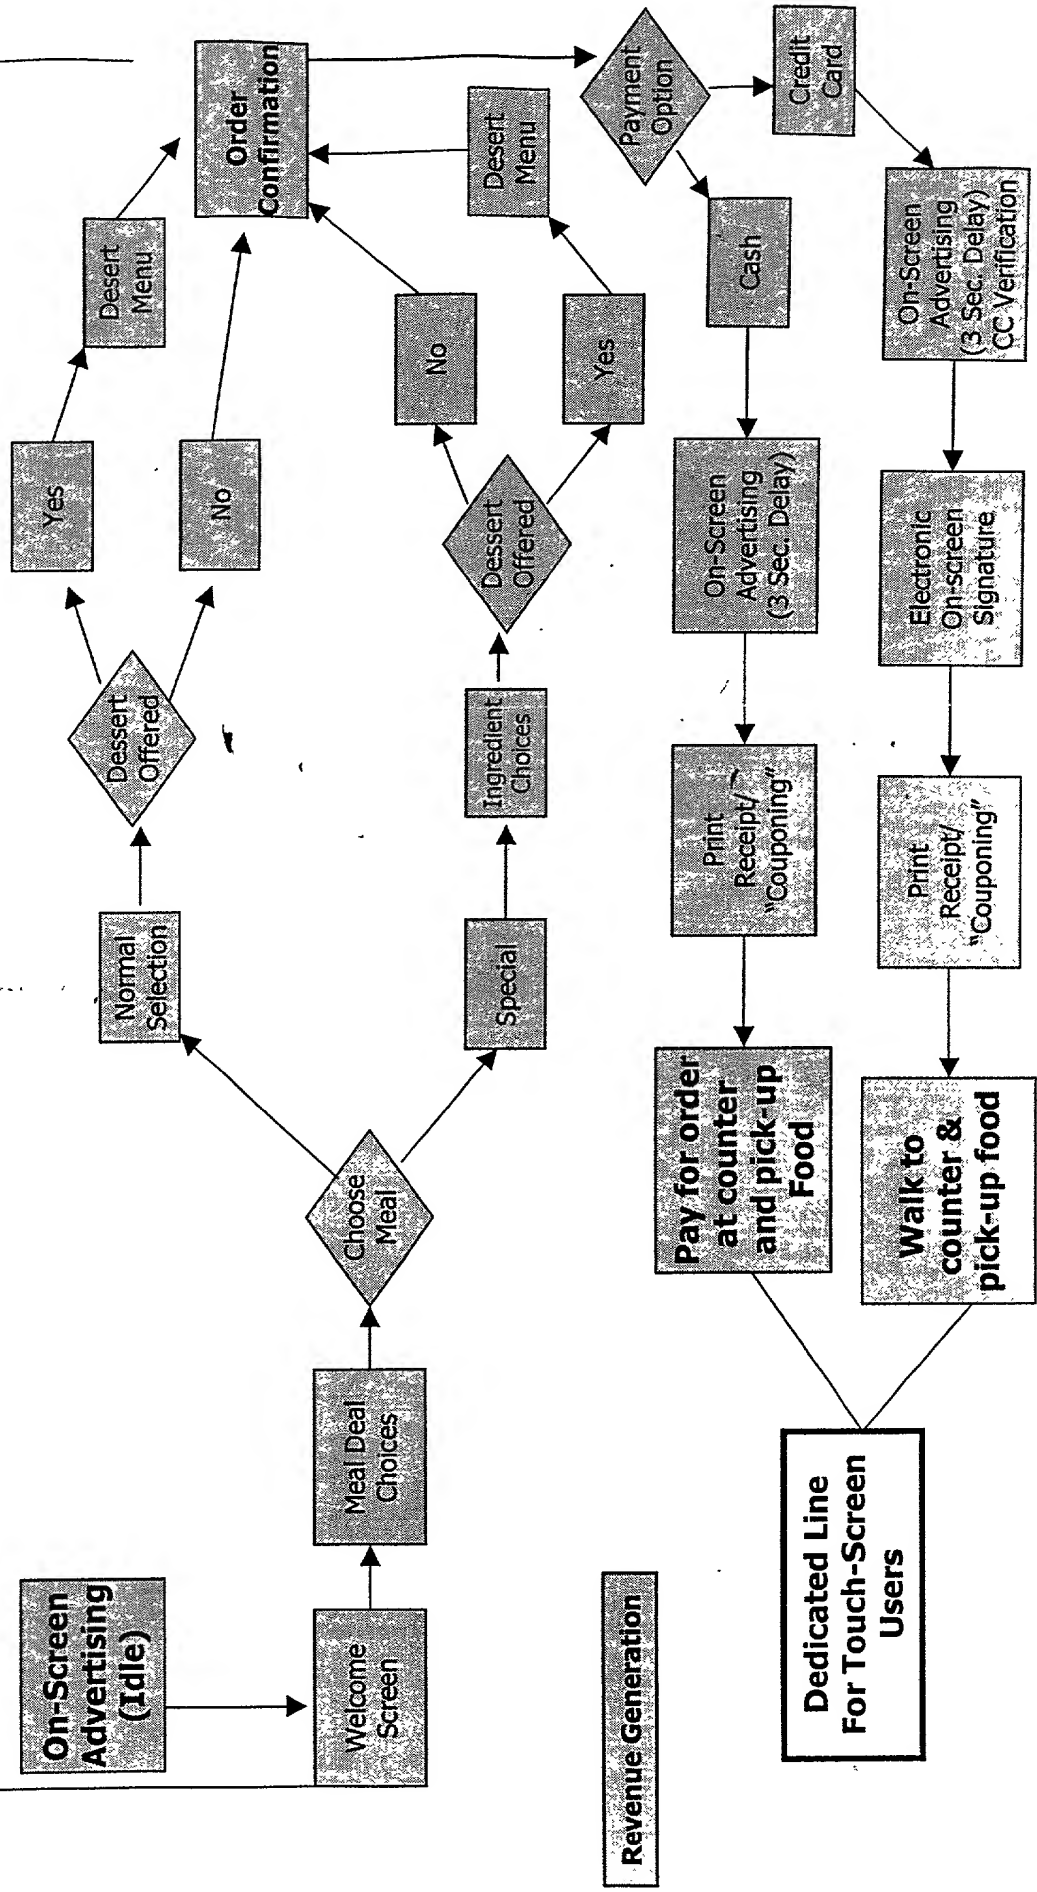 On-Screen
Advertising
(Idle)
Welcome
Screen
Meal Deal
Choices
Choose
Meal
Normal
Selection
Dessert
Offered
Yes
No
Desert
Menu
Order
Confirmation
Special
Ingredient
Choices
Dessert
Offered
No
Yes
Desert
Menu
Payment
Option
Cash
Credit
Card
On-Screen
Advertising
(3 Sec. Delay)
Print
Receipt/
"Couponing"
Pay for order
at counter
and pick-up
Food
On-Screen
Advertising
(3 Sec. Delay)
CC Verification
Electronic
On-screen
Signature
Print
Receipt/
"Couponing"
Walk to
counter &
pick-up food
Revenue Generation
Dedicated Line
For Touch-Screen
Users